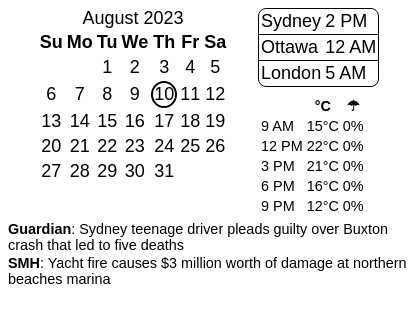 August 2023
Su Mo Tu We Th Fr Sa
1 2 3 4 5
6 7 8 9 10 11 12
13 14 15 16 17 18 19
20 21 22 23 24 25 26
27 28 29 30 31
Sydney 2 PM
Ottawa 12 AM
London 5 AM
°C ☂
9 AM 15°C 0%
12 PM 22°C 0%
3 PM 21°C 0%
6 PM 16°C 0%
9 PM 12°C 0%
Guardian: Sydney teenage driver pleads guilty over Buxton
crash that led to five deaths
SMH: Yacht fire causes $3 million worth of damage at northern
beaches marina